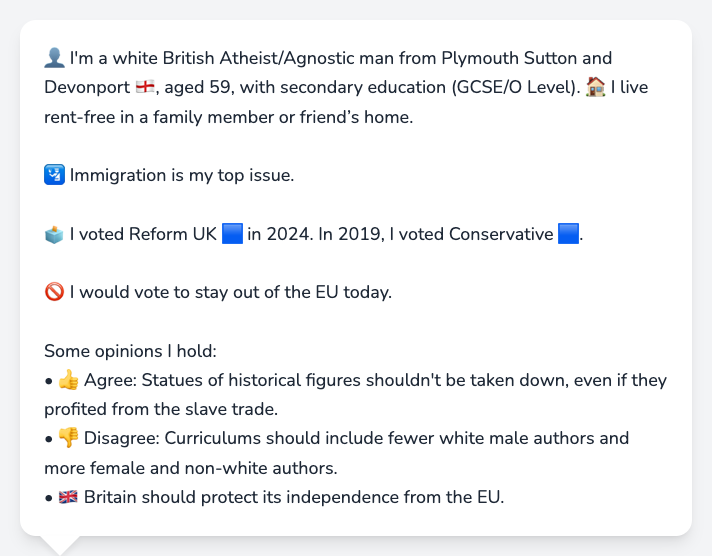 👤 I'm a white British Atheist/Agnostic man from Plymouth Sutton and
Devonport 🏴󠁧󠁢󠁥󠁮󠁧󠁿, aged 59, with secondary education (GCSE/O Level). 🏠 I live
rent-free in a family member or friend’s home.
🛂 Immigration is my top issue.
🗳️ I voted Reform UK 🟦 in 2024. In 2019, I voted Conservative 🟦.
🚫 I would vote to stay out of the EU today.
Some opinions I hold:
• 👍 Agree: Statues of historical figures shouldn't be taken down, even if they
profited from the slave trade.
• 👎 Disagree: Curriculums should include fewer white male authors and
more female and non-white authors.
• 🇬🇧 Britain should protect its independence from the EU.